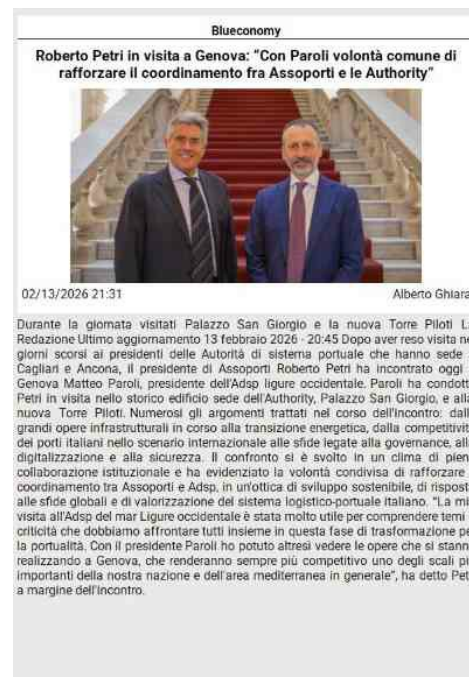 Blueconomy
Roberto Petri in visita a Genova: “Con Paroli volontà comune di
rafforzare il coordinamento fra Assoporti e le Authority”
02/13/2026 21:31
Alberto Ghiara
Durante la giornata visitati Palazzo San Giorgio e la nuova Torre Piloti L
Redazione Ultimo aggiornamento 13 febbraio 2026 - 20:45 Dopo aver reso visita ne
giorni scorsi ai presidenti delle Autorità di sistema portuale che hanno sede
Cagliari e Ancona, il presidente di Assoporti Roberto Petri ha incontrato oggi
Genova Matteo Paroli, presidente dell'Adsp ligure occidentale. Paroli ha condott
Petri in visita nello storico edificio sede dell'Authority, Palazzo San Giorgio, e all
nuova Torre Piloti. Numerosi gli argomenti trattati nel corso dell'incontro: dall
grandi opere infrastrutturali in corso alla transizione energetica, dalla competitivit
dei porti italiani nello scenario internazionale alle sfide legate alla governance, all
digitalizzazione e alla sicurezza. Il confronto si è svolto in un clima di pien
collaborazione istituzionale e ha evidenziato la volontà condivisa di rafforzare
coordinamento tra Assoporti e Adsp, in un'ottica di sviluppo sostenibile, di rispost
alle sfide globali e di valorizzazione del sistema logistico-portuale italiano. “La mi
visita all'Adsp del mar Ligure occidentale è stata molto utile per comprendere temi
criticità che dobbiamo affrontare tutti insieme in questa fase di trasformazione pe
la portualità. Con il presidente Paroli ho potuto altresì vedere le opere che si stann
realizzando a Genova, che renderanno sempre più competitivo uno degli scali pi
importanti della nostra nazione e dell'area mediterranea in generale”, ha detto Pet
a margine dell'incontro.